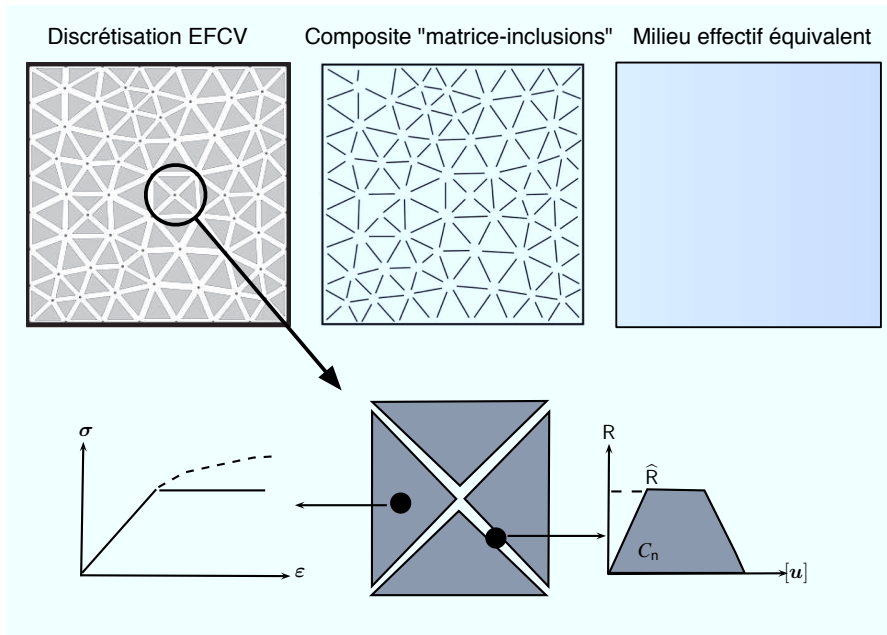 Discrétisation EFCV
Composite "matrice-inclusions"
Milieu effectif équivalent
σ
ε
R
R̂
Cₙ
[u]